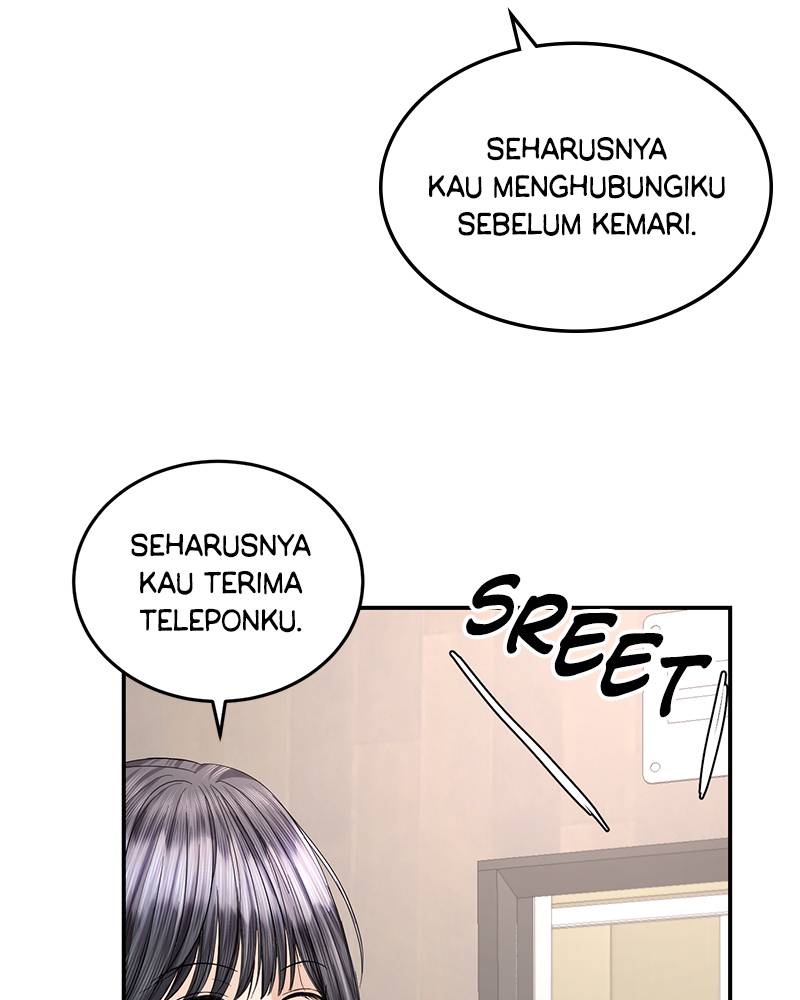 SEHARUSNYA
KAU MENGHUBUNGIKU
SEBELUM KEMARI.
SEHARUSNYA
KAU TERIMA
TELEPONKU.
SREET